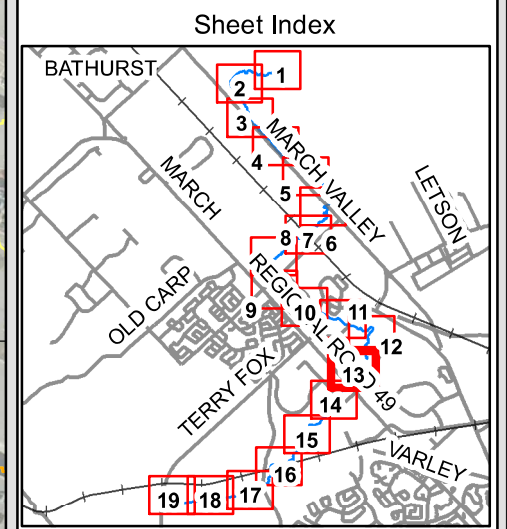 Sheet Index
BATHURST
1
2
3
MARCH VALLEY
4
MARCH
LETSON
5
8
7
6
REGIONAL ROAD 49
OLD CARP
9
10
11
12
TERRY FOX
13
14
15
VARLEY
16
19
18
17